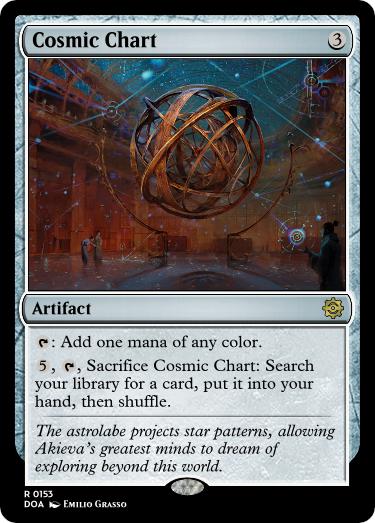 Cosmic Chart 3
Artifact
: Add one mana of any color.
5, , Sacrifice Cosmic Chart: Search
your library for a card, put it into your
hand, then shuffle.
The astrolabe projects star patterns, allowing
Akieva's greatest minds to dream of
exploring beyond this world.
R 0153
DOA Emilio Grasso